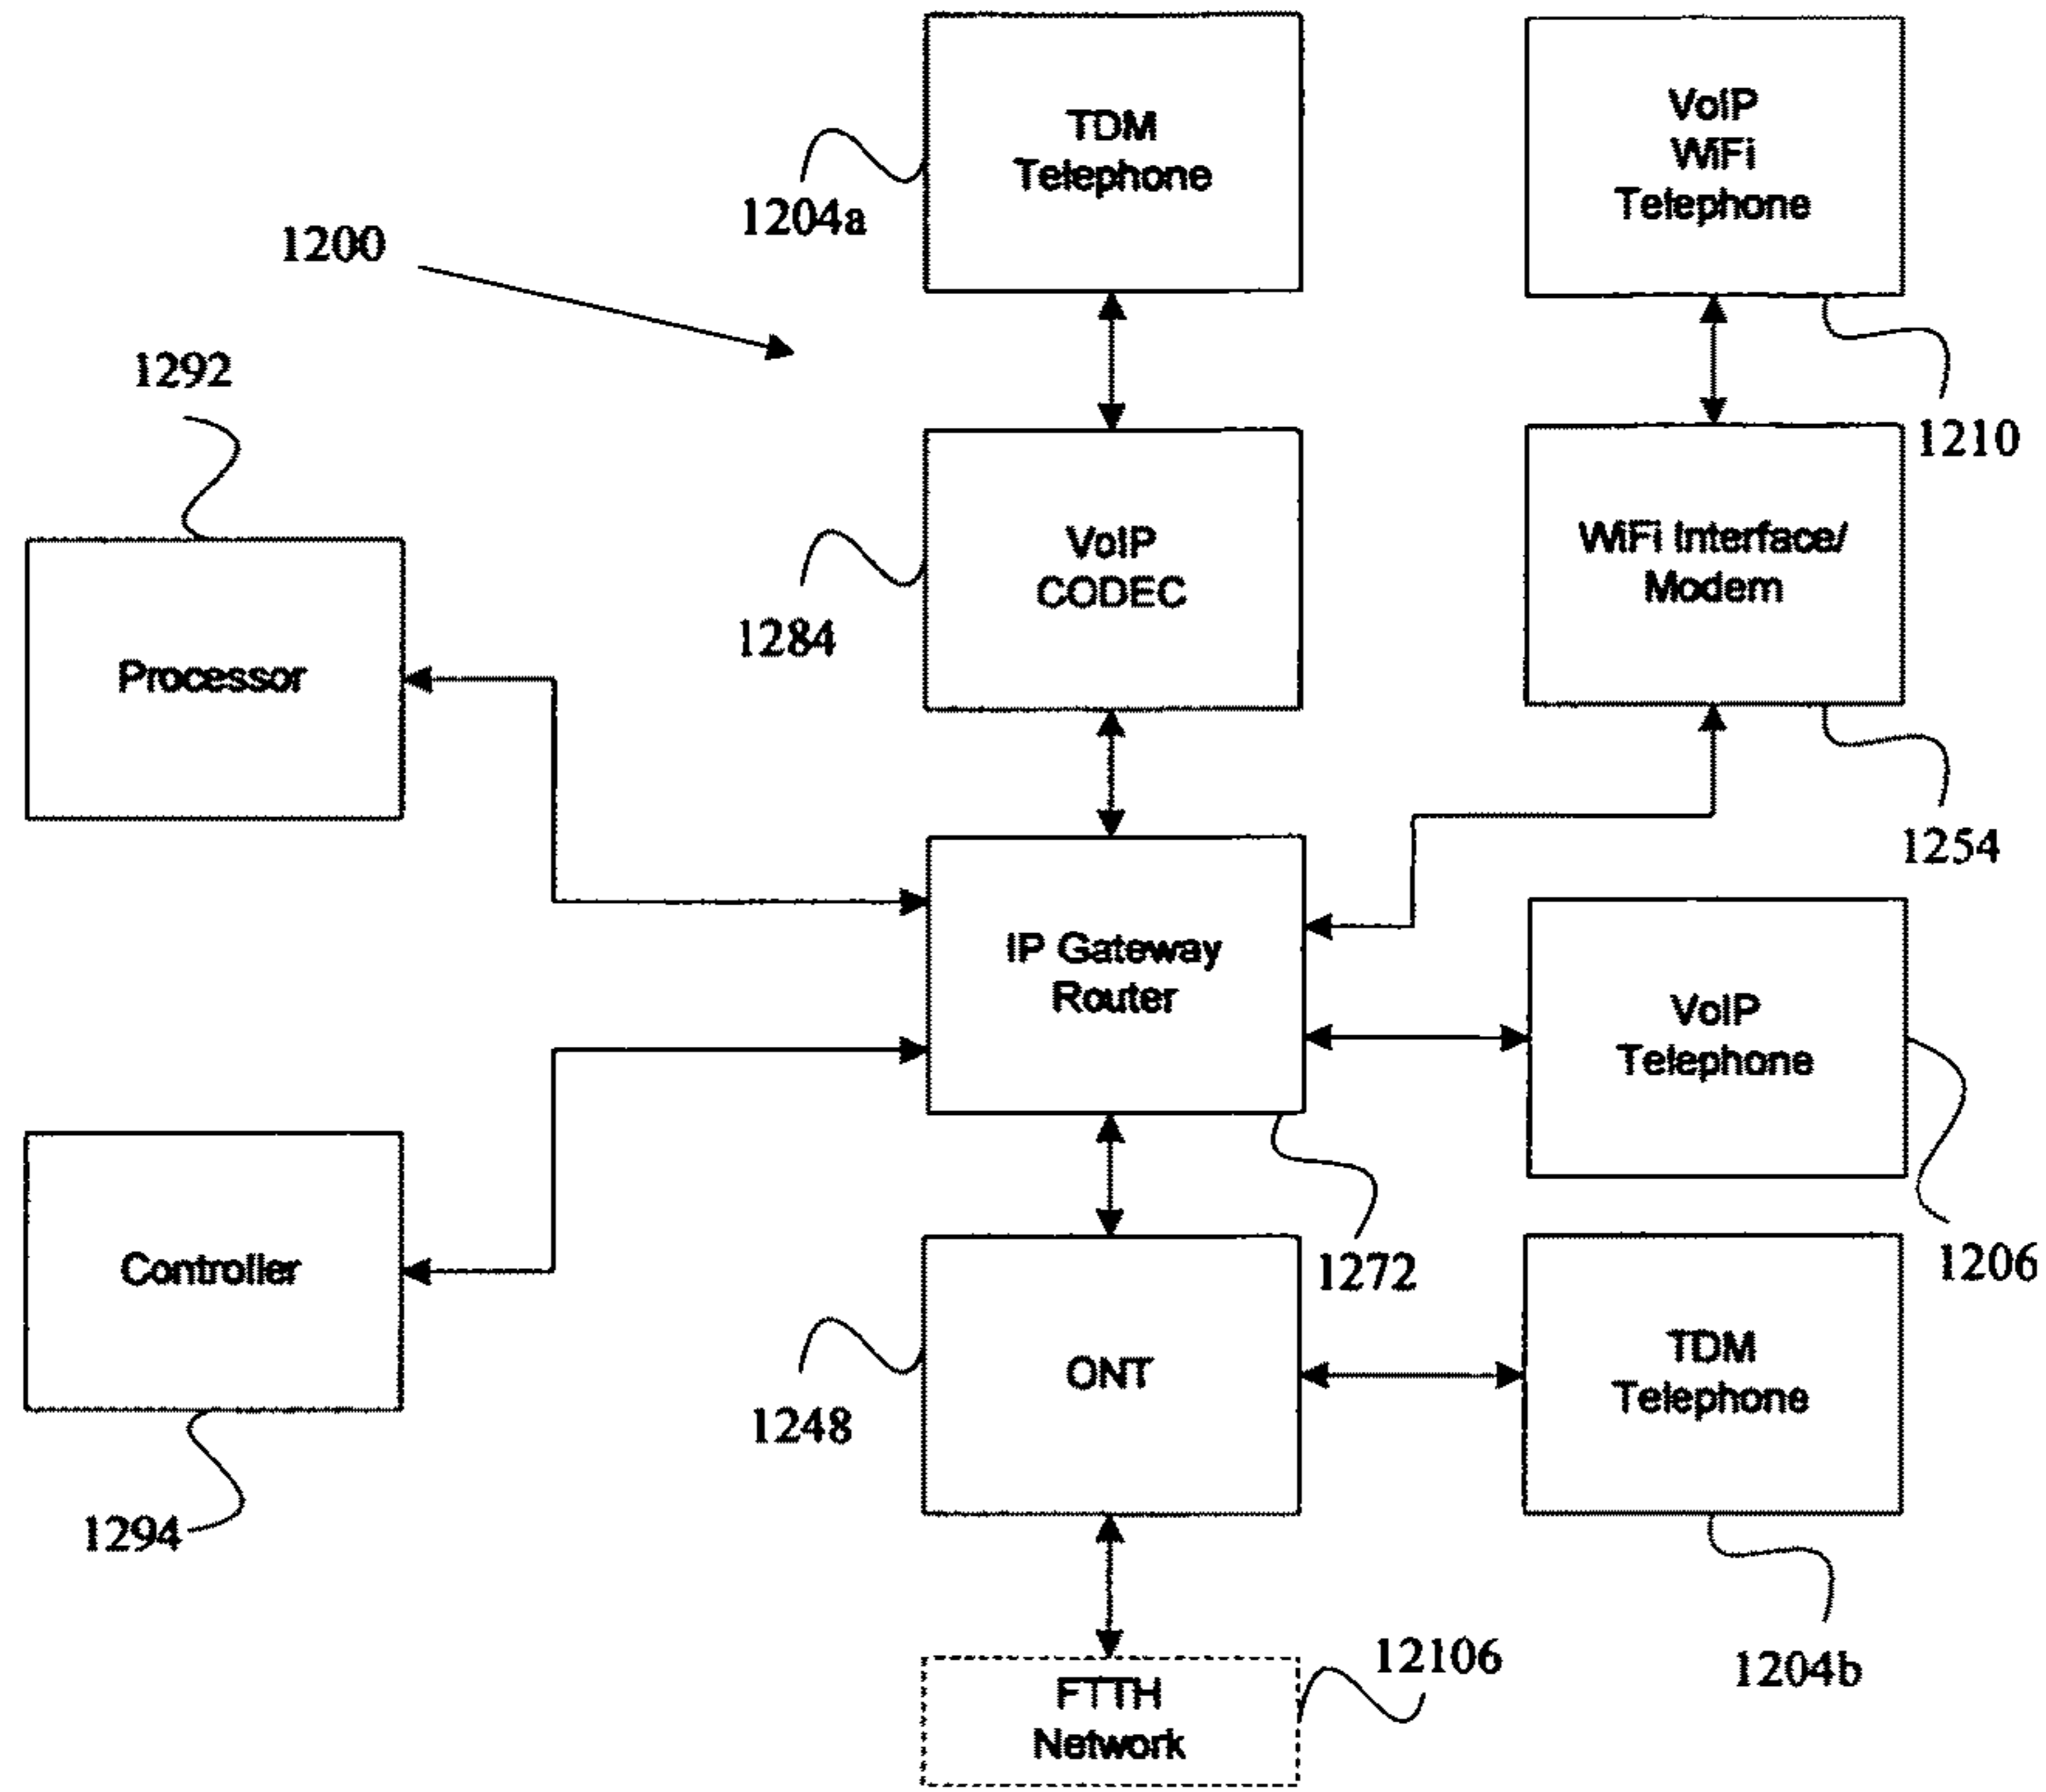 TDM
Telephone
1204a
VoIP
WiFi
Telephone
1210
1200
1292
Processor
VoIP
CODEC
1284
WiFi Interface/
Modem
1254
IP Gateway
Router
1272
VoIP
Telephone
1206
Controller
1294
ONT
1248
TDM
Telephone
1204b
FTTH
Network
12106